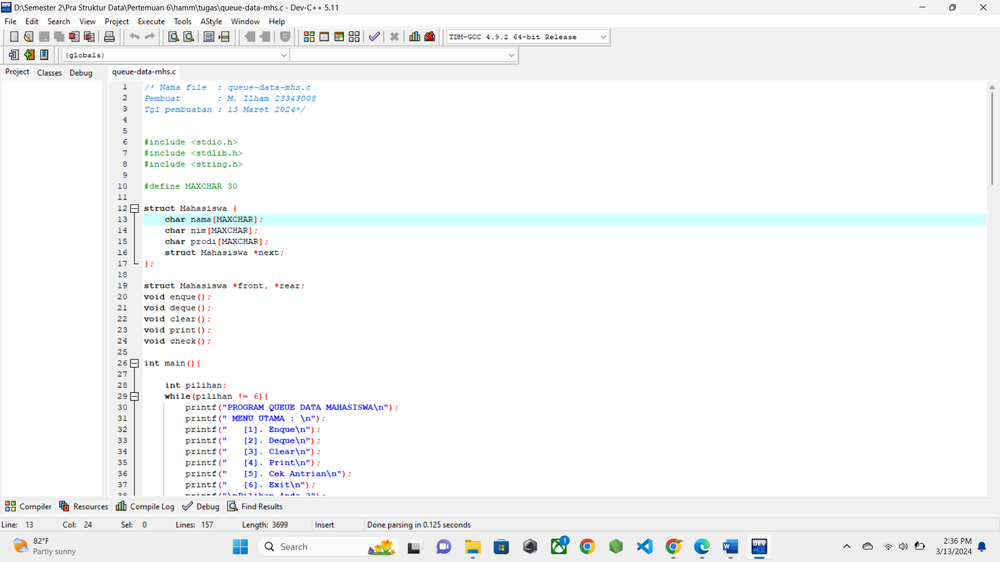 D:\Semester 2\Pra Struktur Data\Pertemuan 6\hamm\tugas\queue-data-mhs.c - Dev-C++ 5.11
File Edit Search View Project Execute Tools AStyle Window Help
TDM-GCC 4.9.2 64-bit Release
(globals)
Project Classes Debug
queue-data-mhs.c
1 /* Nama file : queue-data-mhs.c
2 Pembuat : M. Ilham 23343008
3 Tgl pembuatan : 13 Maret 2024*/
4
5
6 #include <stdio.h>
7 #include <stdlib.h>
8 #include <string.h>
9
10 #define MAXCHAR 30
11
12 struct Mahasiswa {
13 char nama[MAXCHAR];
14 char nim[MAXCHAR];
15 char prodi[MAXCHAR];
16 struct Mahasiswa *next;
17 };
18
19 struct Mahasiswa *front, *rear;
20 void enque();
21 void deque();
22 void clear();
23 void print();
24 void check();
25
26 int main(){
27
28 int pilihan;
29 while(pilihan != 6){
30 printf("PROGRAM QUEUE DATA MAHASISWA\n");
31 printf(" MENU UTAMA : \n");
32 printf("   [1]. Enque\n");
33 printf("   [2]. Deque\n");
34 printf("   [3]. Clear\n");
35 printf("   [4]. Print\n");
36 printf("   [5]. Cek Antrian\n");
37 printf("   [6]. Exit\n");
38 printf("\nPilihan Anda ?");
Compiler Resources Compile Log Debug Find Results
Line: 13 Col: 24 Sel: 0 Lines: 157 Length: 3699 Insert Done parsing in 0.125 seconds
82°F
Partly sunny
Search
1
DEV
C++
2:36 PM
3/13/2024